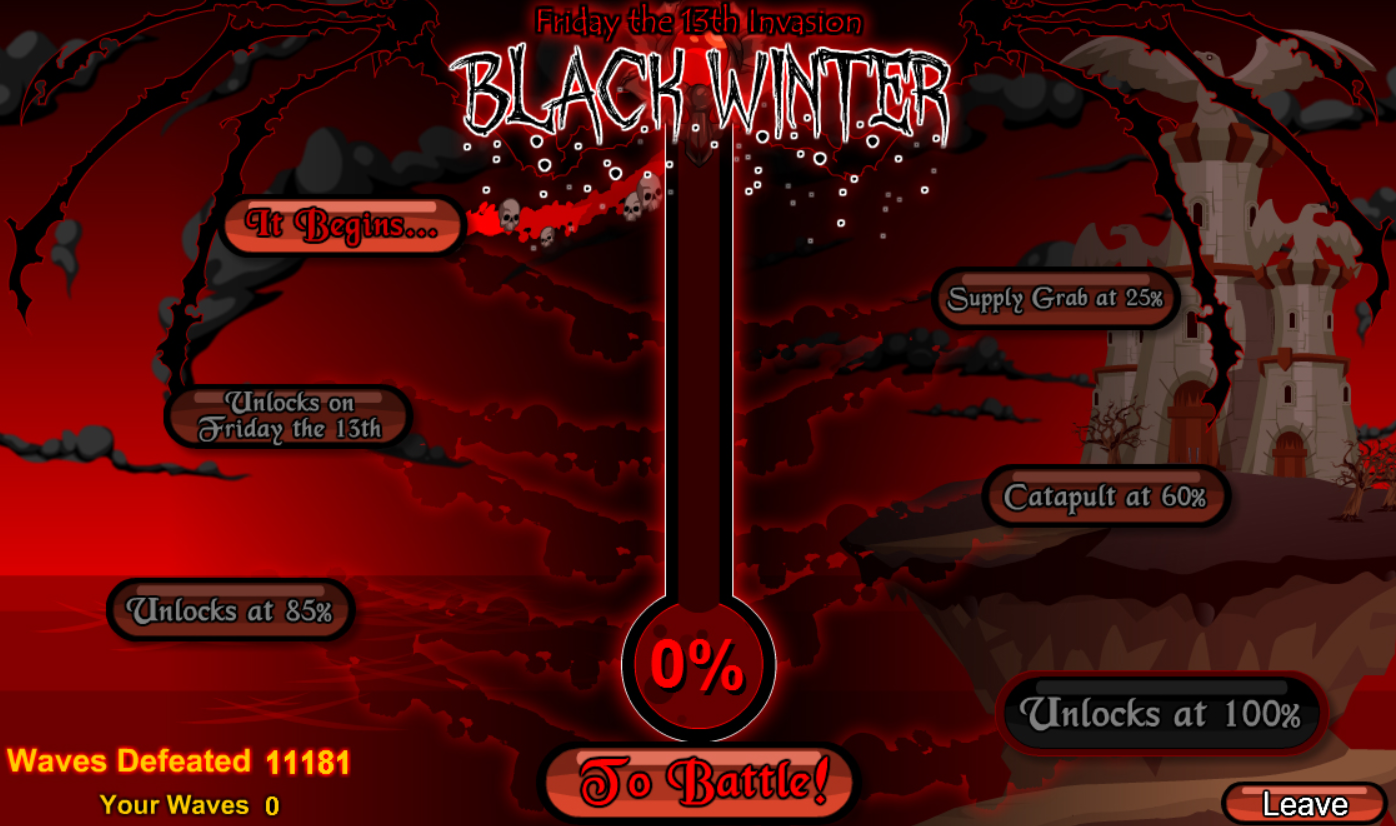 Friday the 13th Invasion
BLACK WINTER
It Begins...
Supply Grab at 25%
Unlocks on
Friday the 13th
Catapult at 60%
Unlocks at 85%
0%
Unlocks at 100%
Waves Defeated 11181
To Battle!
Your Waves 0
Leave